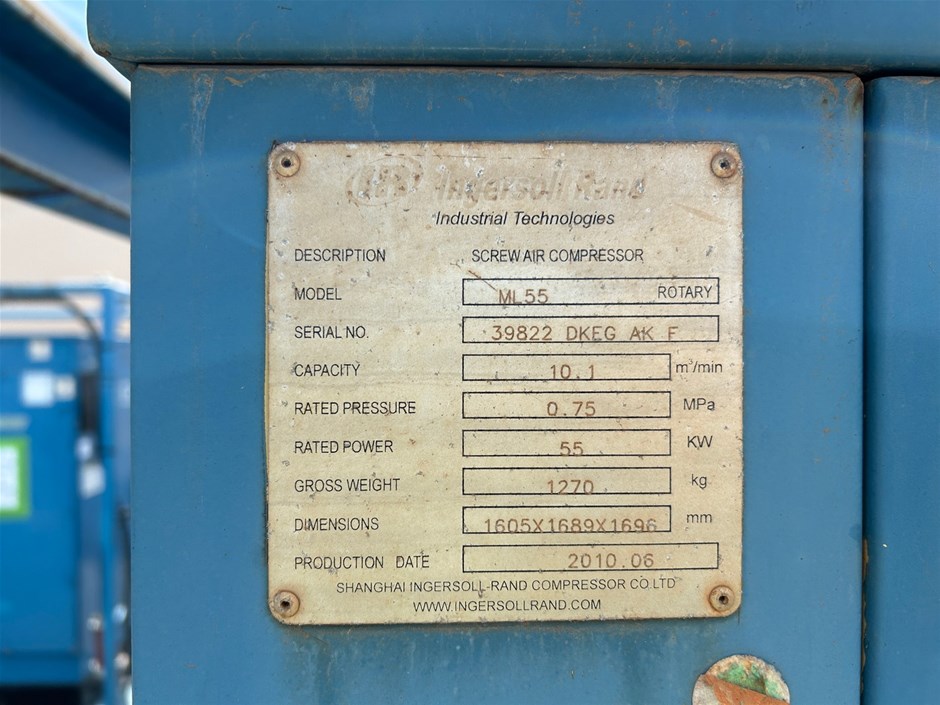 IR Ingersoll Rand
Industrial Technologies
DESCRIPTION SCREW AIR COMPRESSOR
MODEL ML55 ROTARY
SERIAL NO. 39822 DKEG AK F
CAPACITY 10.1 m³/min
RATED PRESSURE 0.75 MPa
RATED POWER 55 KW
GROSS WEIGHT 1270 kg
DIMENSIONS 1605X1689X1696 mm
PRODUCTION DATE 2010.06
SHANGHAI INGERSOLL-RAND COMPRESSOR CO.LTD
WWW.INGERSOLLRAND.COM